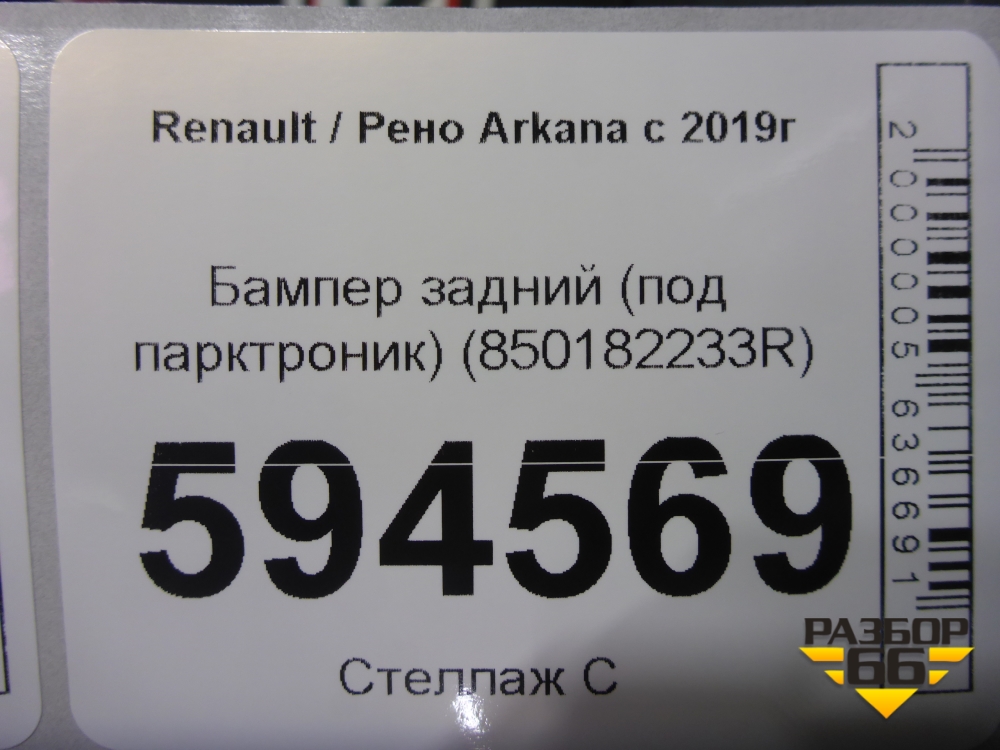 Renault / Рено Arkana с 2019г
Бампер задний (под
парктроник) (850182233R)
594569
Стеллаж С
2000005636691
РАЗБОР
66